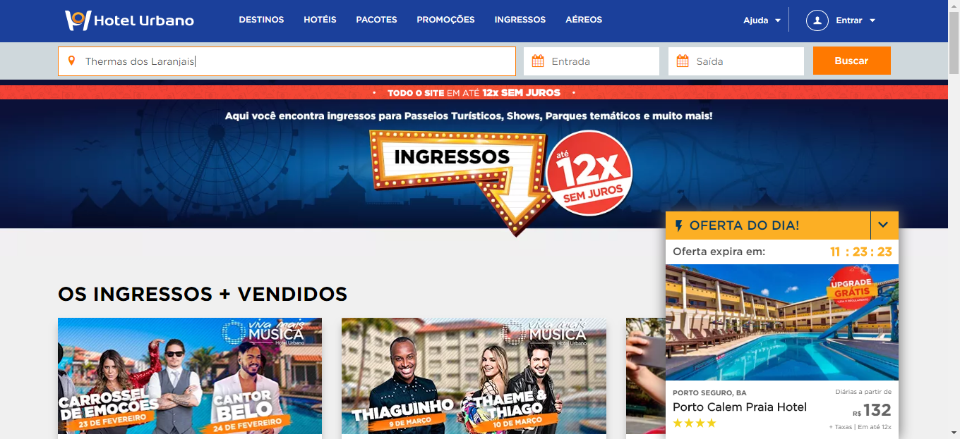 Hotel Urbano
DESTINOS HOTÉIS PACOTES PROMOÇÕES INGRESSOS AÉREOS Ajuda Entrar
Thermas dos Laranjais Entrada Saída Buscar
• TODO O SITE EM ATÉ 12x SEM JUROS •
Aqui você encontra ingressos para Passeios Turísticos, Shows, Parques temáticos e muito mais!
INGRESSOS
até
12x
SEM JUROS
OFERTA DO DIA!
Oferta expira em: 11 : 23 : 23
UPGRADE
GRÁTIS
OS INGRESSOS + VENDIDOS
viva mais
MÚSICA
Hotel Urbano
CARROSSEL
DE EMOÇÕES
23 DE FEVEREIRO
CANTOR
BELO
24 DE FEVEREIRO
viva mais
MÚSICA
Hotel Urbano
THIAGUINHO
9 DE MARÇO
THAEME &
THIAGO
10 DE MARÇO
PORTO SEGURO, BA
Porto Calem Praia Hotel
Diárias a partir de
R$ 132
+ Taxas | Em até 12x